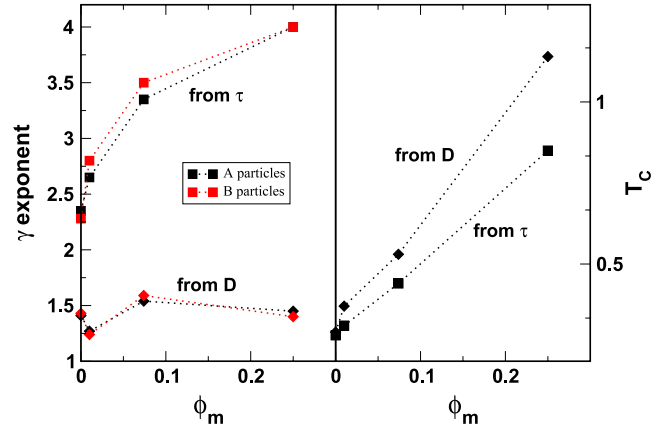 4
3.5
3
2.5
2
1.5
1
γ exponent
from τ
A particles
B particles
from D
0
0.1
0.2
ϕm
from D
from τ
1
0.5
TC
0
0.1
0.2
ϕm